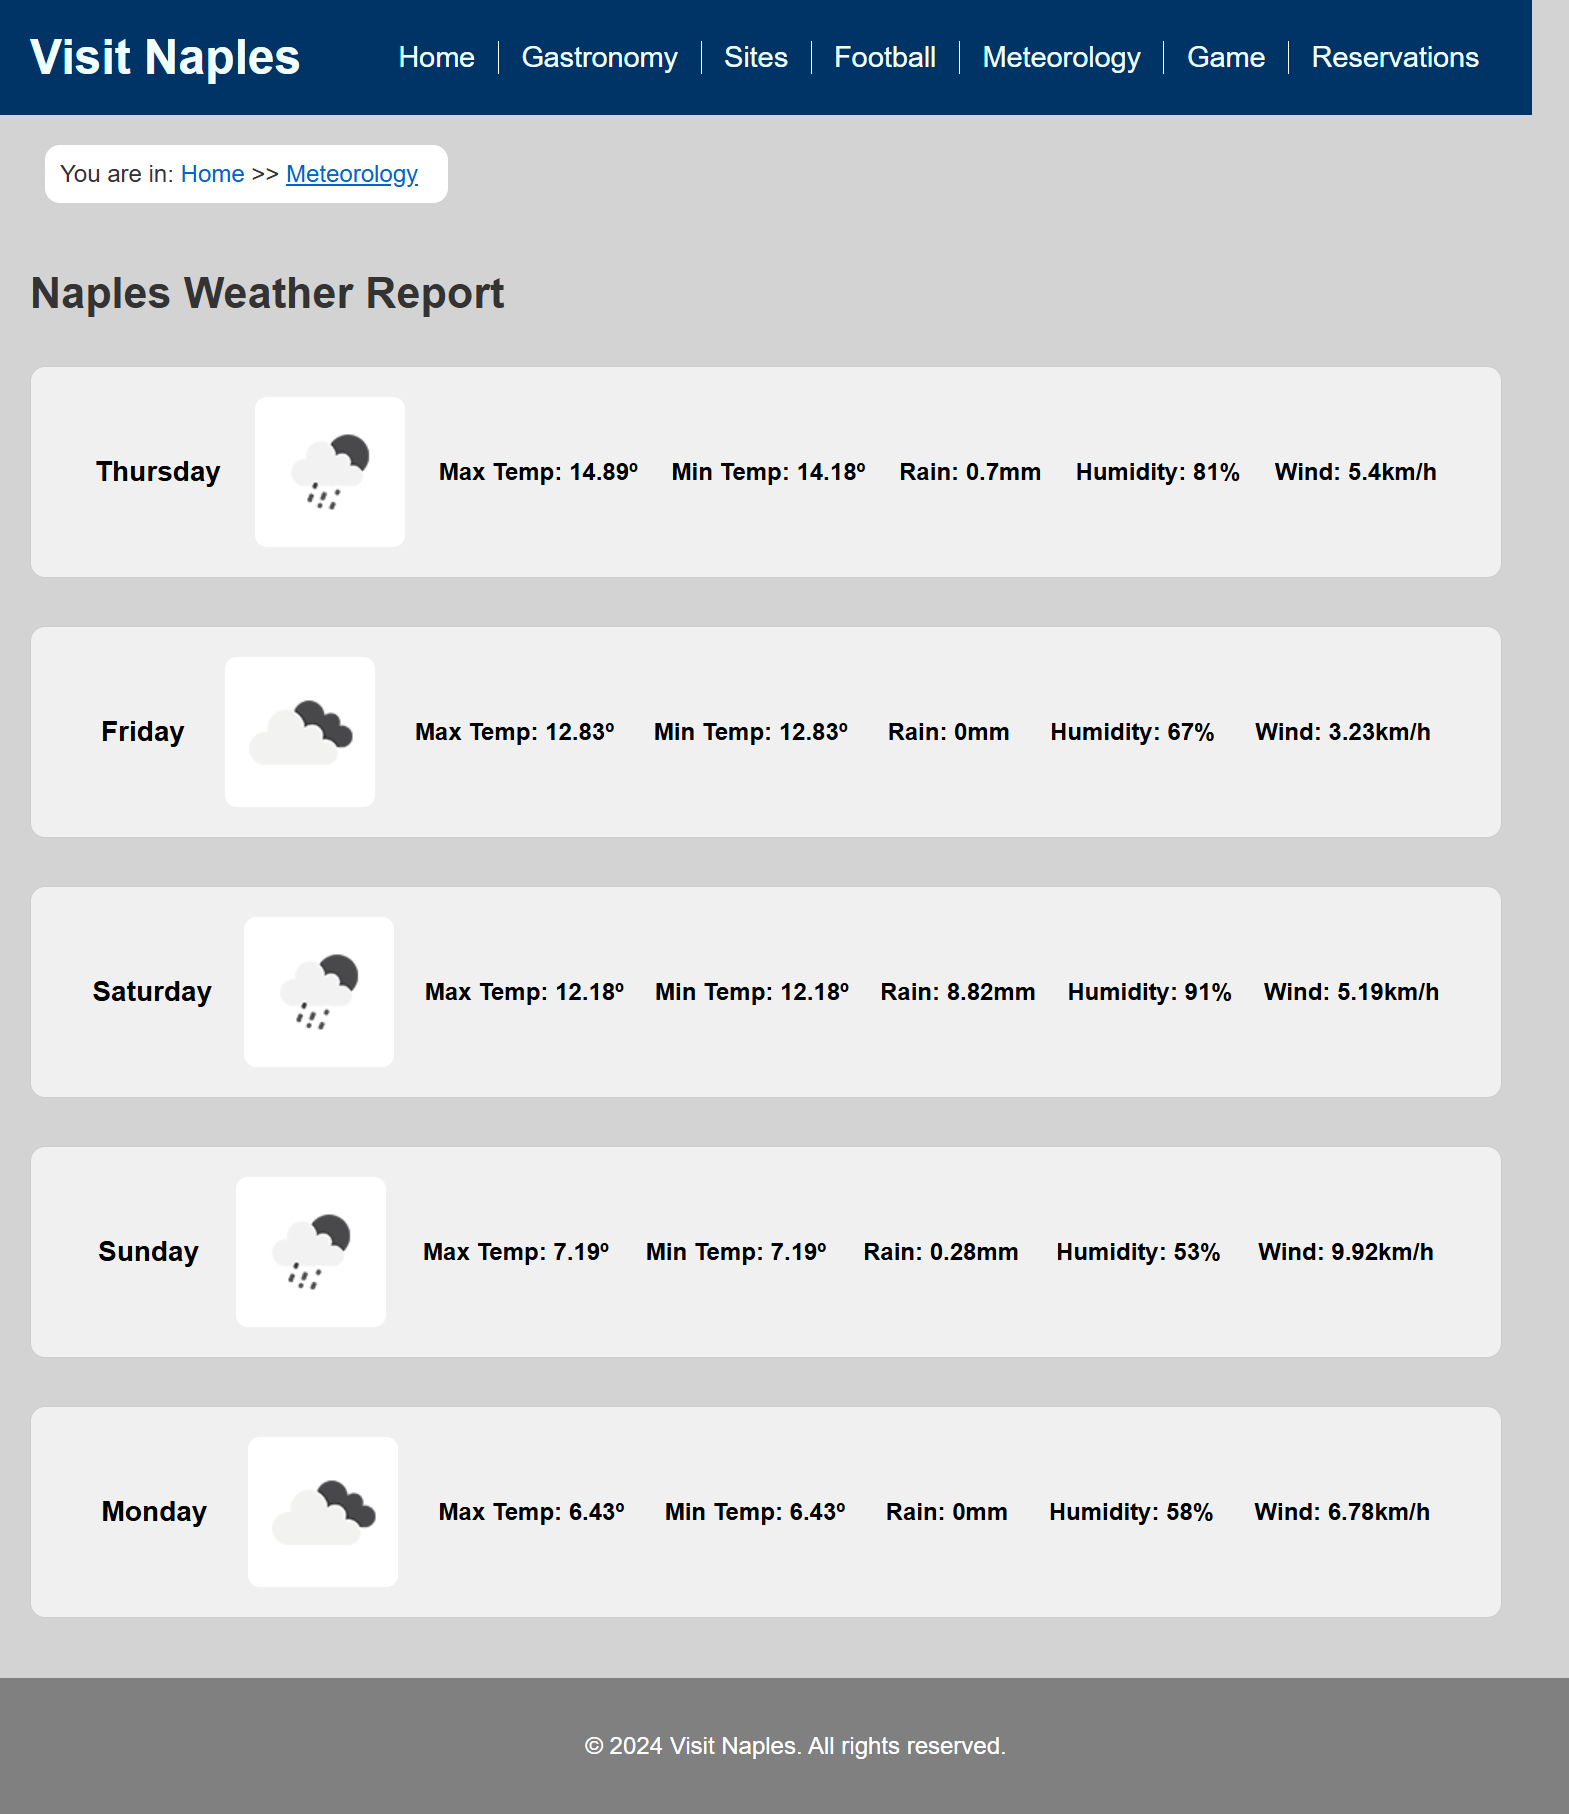 Visit Naples
Home Gastronomy Sites Football Meteorology Game Reservations
You are in: Home >> Meteorology
Naples Weather Report
Thursday Max Temp: 14.89º Min Temp: 14.18º Rain: 0.7mm Humidity: 81% Wind: 5.4km/h
Friday Max Temp: 12.83º Min Temp: 12.83º Rain: 0mm Humidity: 67% Wind: 3.23km/h
Saturday Max Temp: 12.18º Min Temp: 12.18º Rain: 8.82mm Humidity: 91% Wind: 5.19km/h
Sunday Max Temp: 7.19º Min Temp: 7.19º Rain: 0.28mm Humidity: 53% Wind: 9.92km/h
Monday Max Temp: 6.43º Min Temp: 6.43º Rain: 0mm Humidity: 58% Wind: 6.78km/h
© 2024 Visit Naples. All rights reserved.